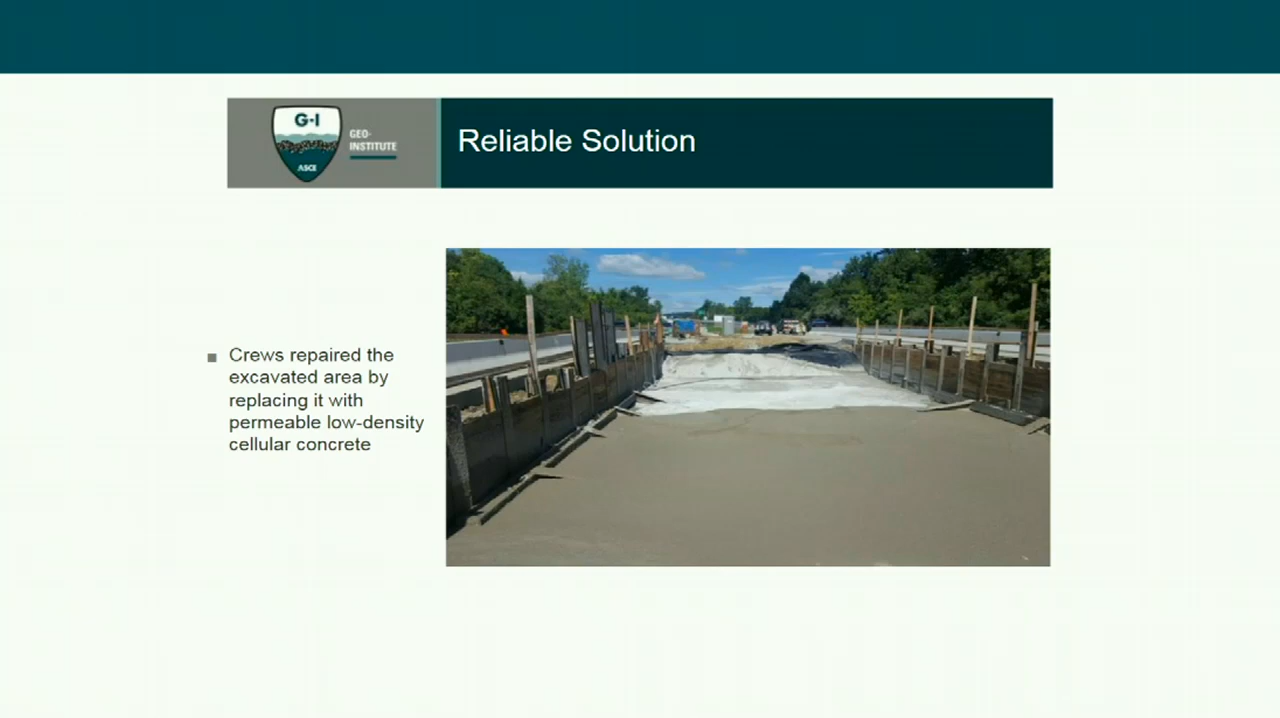 G-I
GEO-
INSTITUTE
ASCE
Reliable Solution
Crews repaired the
excavated area by
replacing it with
permeable low-density
cellular concrete